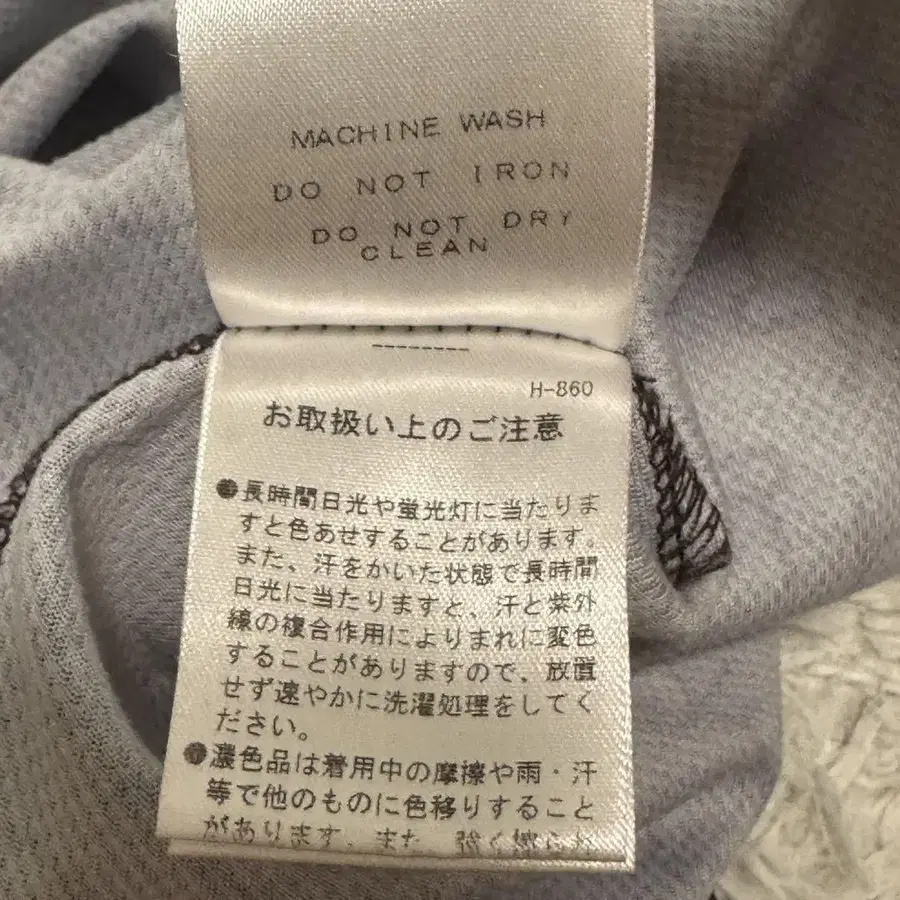 MACHINE WASH
DO NOT IRON
DO NOT DRY
CLEAN
H-860
お取扱い上のご注意
●長時間日光や蛍光灯に当たりま
すと色あせすることがあります。
また、汗をかいた状態で長時間
日光に当たりますと、汗と紫外
線の複合作用によりまれに変色
することがありますので、放置
せず速やかに洗濯処理をしてく
ださい。
●濃色品は着用中の摩擦や雨・汗
等で他のものに色移りすること
があります。また、強く擦られ